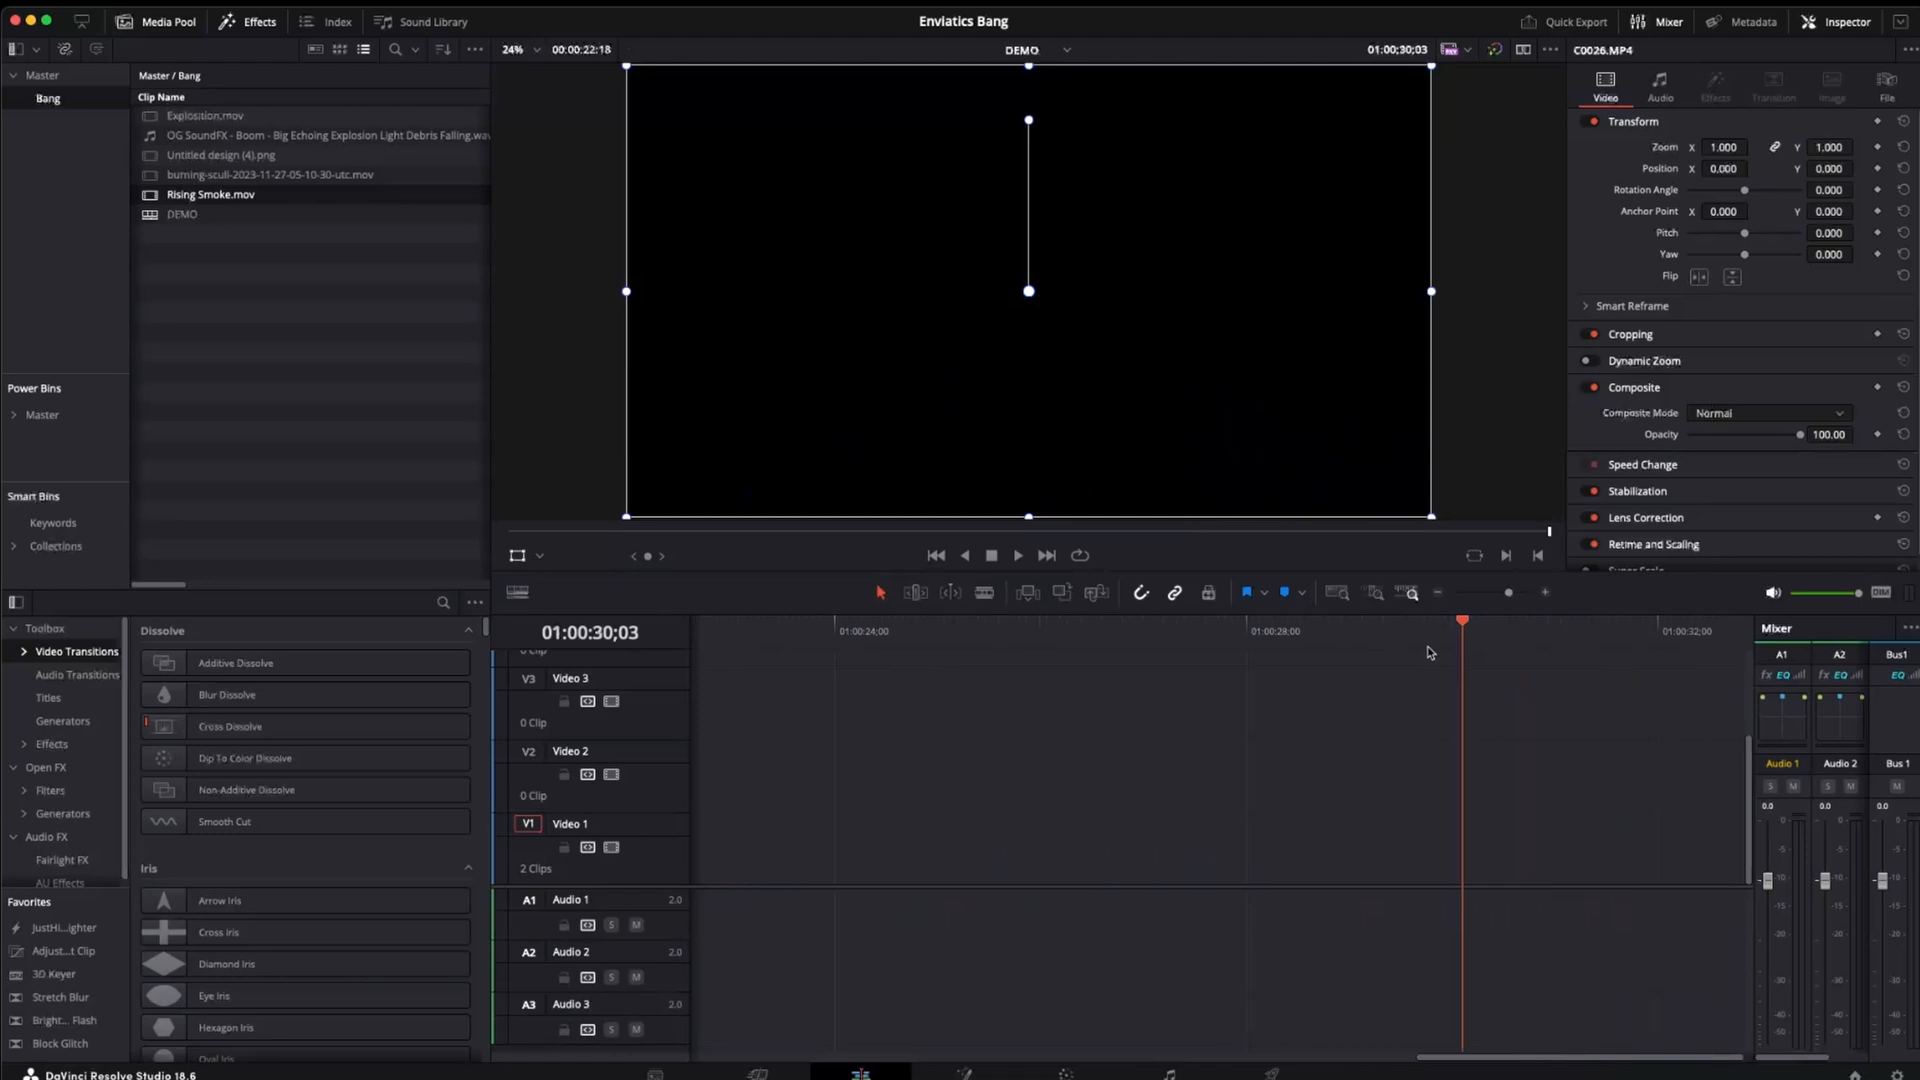 Media Pool
Effects
Index
Sound Library
Enviatics Bang
Quick Export
Mixer
Metadata
Inspector
24%
00:00:22:18
DEMO
01:00:30;03
C0026.MP4
Master
Bang
Master / Bang
Clip Name
Explosition.mov
OG SoundFX - Boom - Big Echoing Explosion Light Debris Falling.wav
Untitled design (4).png
burning-scull-2023-11-27-05-10-30-utc.mov
Rising Smoke.mov
DEMO
Power Bins
Master
Smart Bins
Keywords
Collections
Video
Audio
Effects
Transition
Image
File
Transform
Zoom X 1.000 Y 1.000
Position X 0.000 Y 0.000
Rotation Angle 0.000
Anchor Point X 0.000 Y 0.000
Pitch 0.000
Yaw 0.000
Flip
Smart Reframe
Cropping
Dynamic Zoom
Composite
Composite Mode Normal
Opacity 100.00
Speed Change
Stabilization
Lens Correction
Retime and Scaling
Super Scale
DIM
Toolbox
Video Transitions
Audio Transitions
Titles
Generators
Effects
Open FX
Filters
Generators
Audio FX
Fairlight FX
AU Effects
Favorites
JustHi...ighter
Adjust...t Clip
3D Keyer
Stretch Blur
Bright... Flash
Block Glitch
Dissolve
Additive Dissolve
Blur Dissolve
Cross Dissolve
Dip To Color Dissolve
Non-Additive Dissolve
Smooth Cut
Iris
Arrow Iris
Cross Iris
Diamond Iris
Eye Iris
Hexagon Iris
Oval Iris
01:00:30;03
01:00:24;00
01:00:28;00
01:00:32;00
0 Clip
V3 Video 3
0 Clip
V2 Video 2
0 Clip
V1 Video 1
2 Clips
A1 Audio 1 2.0
S M
A2 Audio 2 2.0
S M
A3 Audio 3 2.0
S M
Mixer
A1 A2 Bus1
fx EQ fx EQ EQ
Audio 1 Audio 2 Bus 1
S M S M M
0.0 0.0 0.0
0 0 0
-5 -5 -5
-10 -10 -10
-15 -15 -15
-20 -20 -20
-30 -30 -30
-40 -40 -40
-50 -50 -50
DaVinci Resolve Studio 18.6